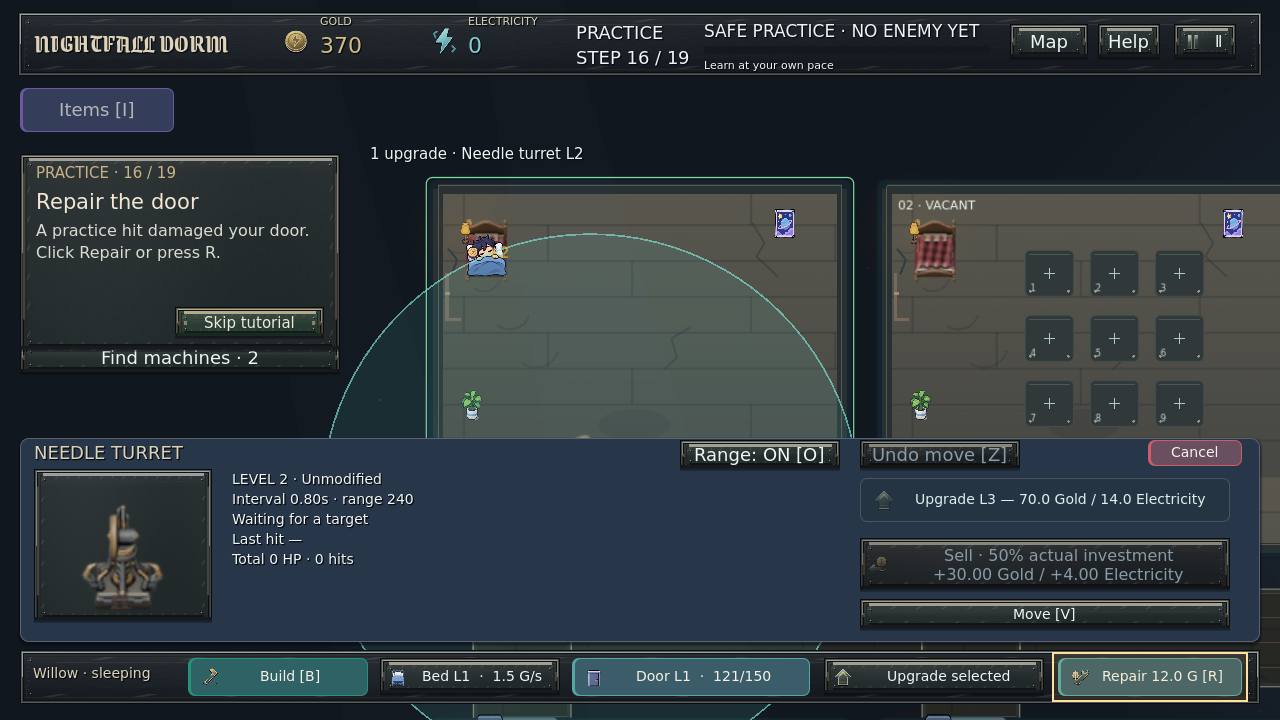 NIGHTFALL DORM
GOLD
370
ELECTRICITY
0
PRACTICE
STEP 16 / 19
SAFE PRACTICE · NO ENEMY YET
Learn at your own pace
Map
Help
Items [I]
PRACTICE · 16 / 19
Repair the door
A practice hit damaged your door.
Click Repair or press R.
Skip tutorial
Find machines · 2
1 upgrade · Needle turret L2
02 · VACANT
1
2
3
4
5
6
7
8
9
NEEDLE TURRET
Range: ON [O]
Undo move [Z]
Cancel
LEVEL 2 · Unmodified
Interval 0.80s · range 240
Waiting for a target
Last hit —
Total 0 HP · 0 hits
Upgrade L3 — 70.0 Gold / 14.0 Electricity
Sell · 50% actual investment
+30.00 Gold / +4.00 Electricity
Move [V]
Willow · sleeping
Build [B]
Bed L1 · 1.5 G/s
Door L1 · 121/150
Upgrade selected
Repair 12.0 G [R]